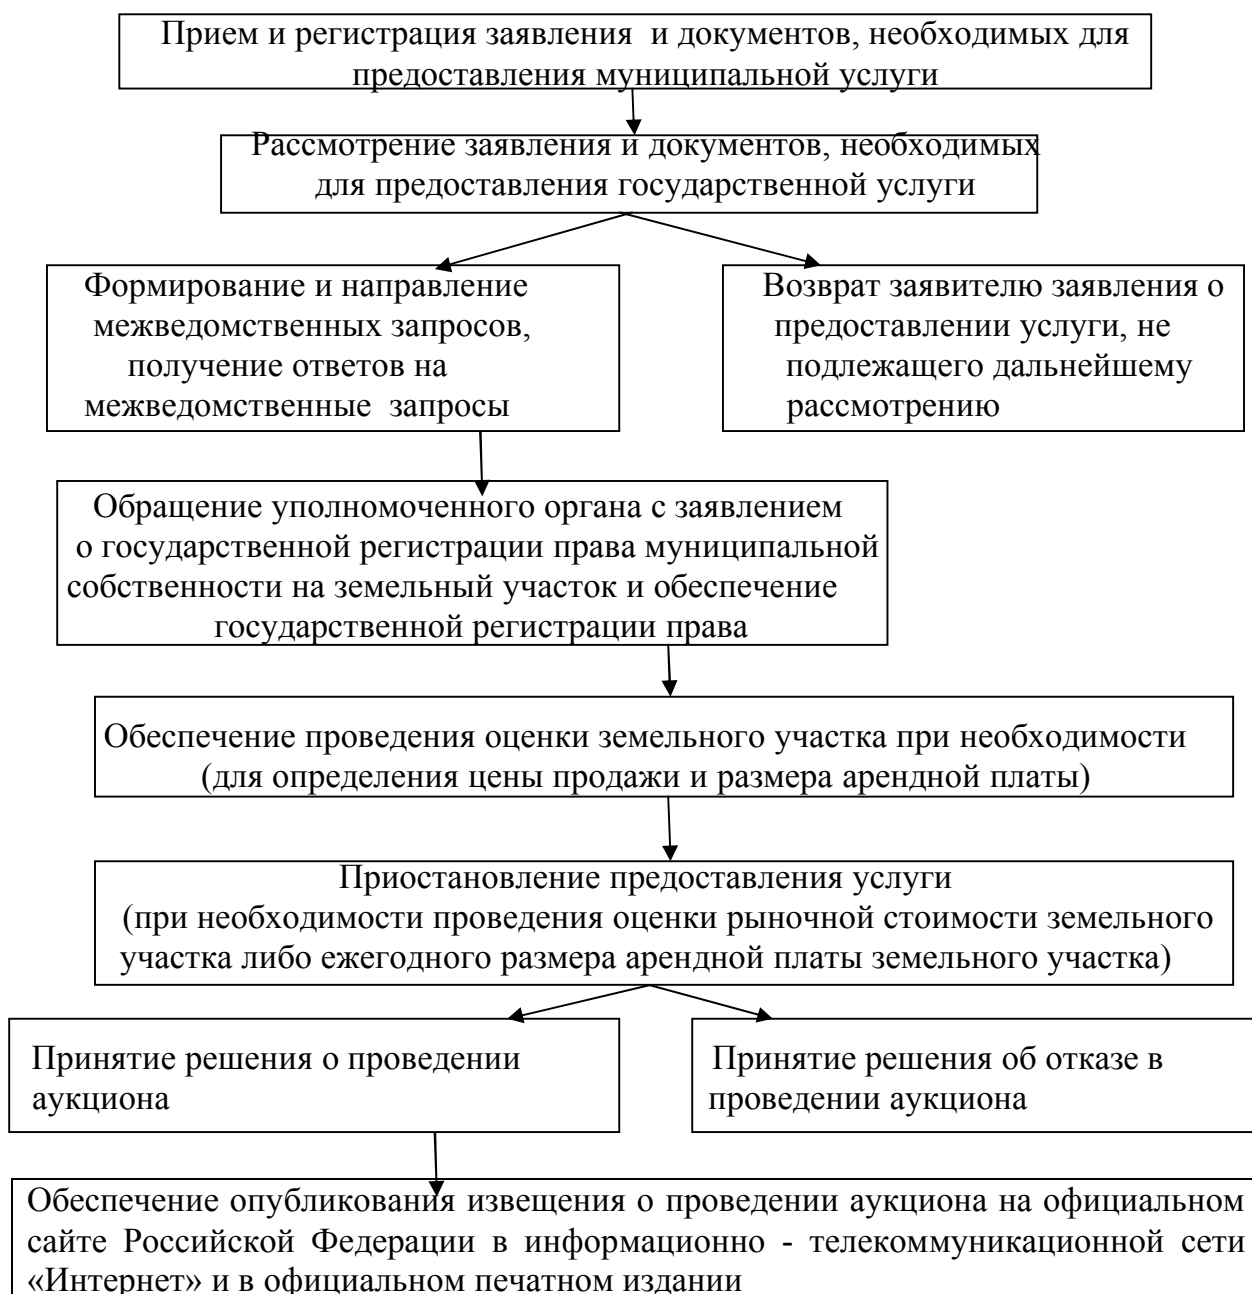 Прием и регистрация заявления и документов, необходимых для
предоставления муниципальной услуги
Рассмотрение заявления и документов, необходимых
для предоставления государственной услуги
Формирование и направление
межведомственных запросов,
получение ответов на
межведомственные запросы
Возврат заявителю заявления о
предоставлении услуги, не
подлежащего дальнейшему
рассмотрению
Обращение уполномоченного органа с заявлением
о государственной регистрации права муниципальной
собственности на земельный участок и обеспечение
государственной регистрации права
Обеспечение проведения оценки земельного участка при необходимости
(для определения цены продажи и размера арендной платы)
Приостановление предоставления услуги
(при необходимости проведения оценки рыночной стоимости земельного
участка либо ежегодного размера арендной платы земельного участка)
Принятие решения о проведении
аукциона
Принятие решения об отказе в
проведении аукциона
Обеспечение опубликования извещения о проведении аукциона на официальном
сайте Российской Федерации в информационно - телекоммуникационной сети
«Интернет» и в официальном печатном издании